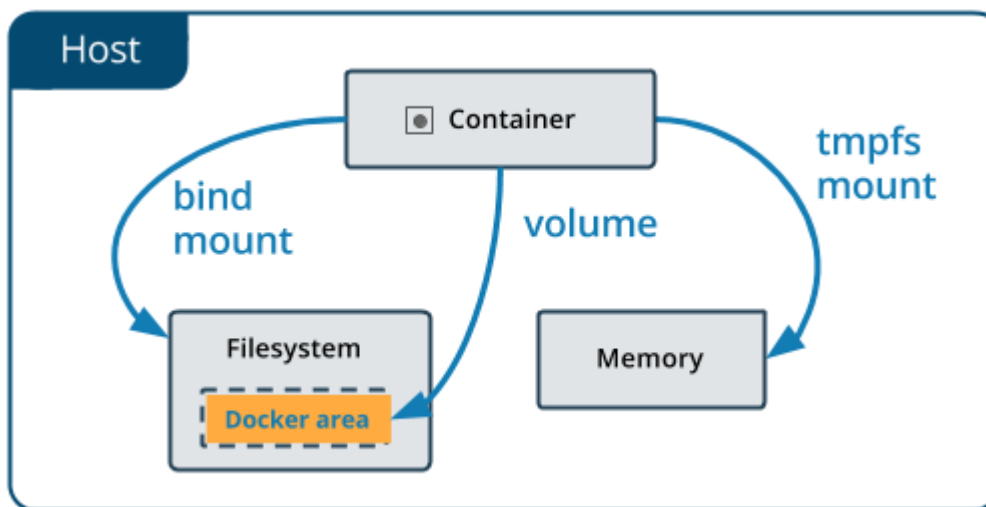 Host
Container
bind
mount
volume
tmpfs
mount
Filesystem
Docker area
Memory